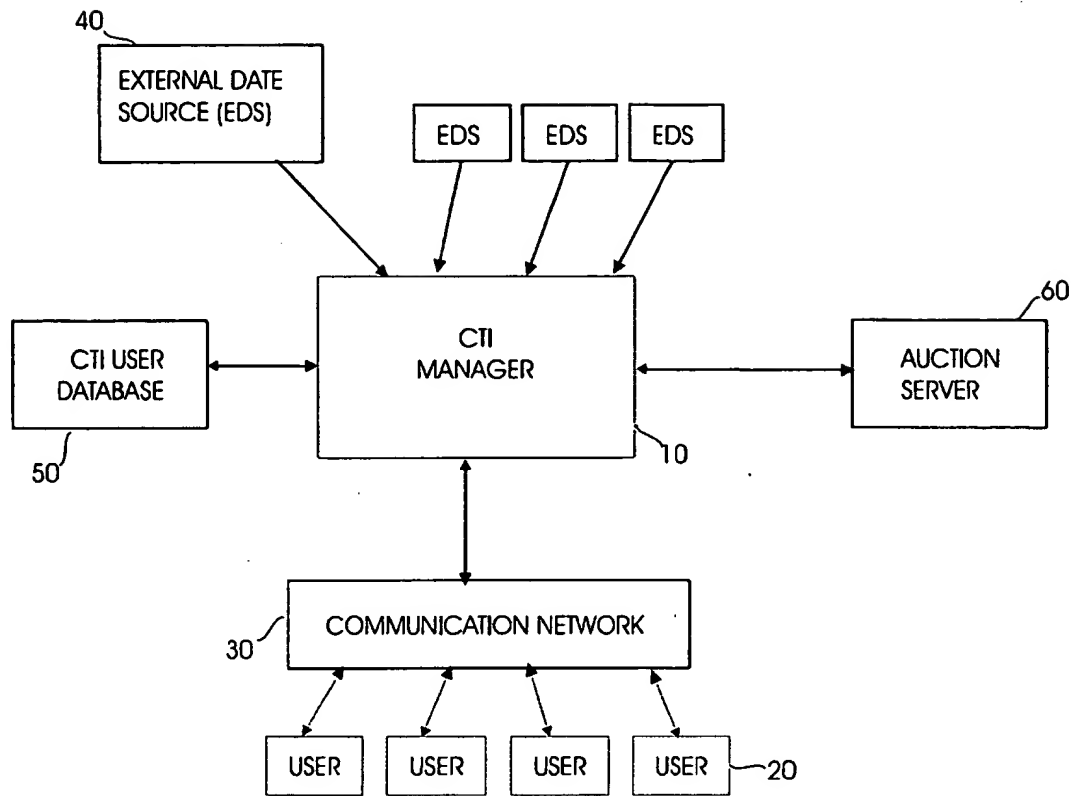 40
EXTERNAL DATE
SOURCE (EDS)
EDS
EDS
EDS
CTI
MANAGER
10
CTI USER
DATABASE
50
60
AUCTION
SERVER
30
COMMUNICATION NETWORK
USER
USER
USER
USER
20